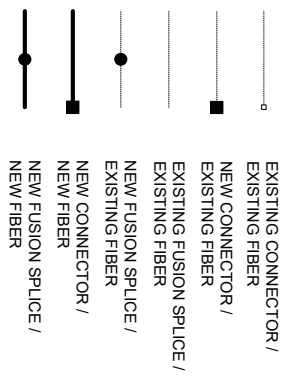 EXISTING CONNECTOR /
EXISTING FIBER
NEW CONNECTOR /
EXISTING FIBER
EXISTING FUSION SPLICE /
EXISTING FIBER
NEW FUSION SPLICE /
EXISTING FIBER
NEW CONNECTOR /
NEW FIBER
NEW FUSION SPLICE /
NEW FIBER